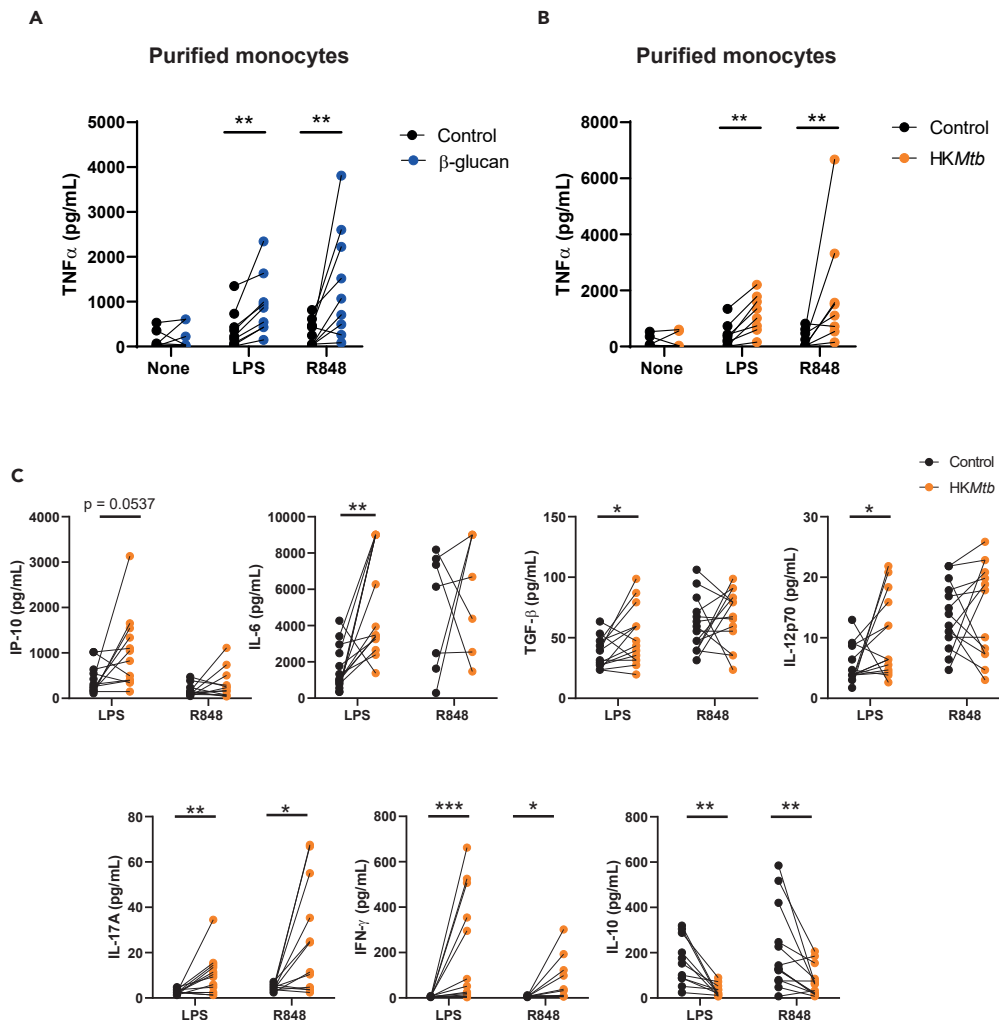 A
Purified monocytes
**
**
5000
4000
3000
2000
1000
0
TNFα (pg/mL)
None
LPS
R848
Control
β-glucan
B
Purified monocytes
**
**
8000
6000
4000
2000
0
TNFα (pg/mL)
None
LPS
R848
Control
HKMtb
C
Control
HKMtb
p = 0.0537
4000
3000
2000
1000
0
IP-10 (pg/mL)
LPS
R848
**
10000
8000
6000
4000
2000
0
IL-6 (pg/mL)
LPS
R848
*
150
100
50
0
TGF-β (pg/mL)
LPS
R848
*
30
20
10
0
IL-12p70 (pg/mL)
LPS
R848
**
*
80
60
40
20
0
IL-17A (pg/mL)
LPS
R848
***
*
800
600
400
200
0
IFN-γ (pg/mL)
LPS
R848
**
**
800
600
400
200
0
IL-10 (pg/mL)
LPS
R848